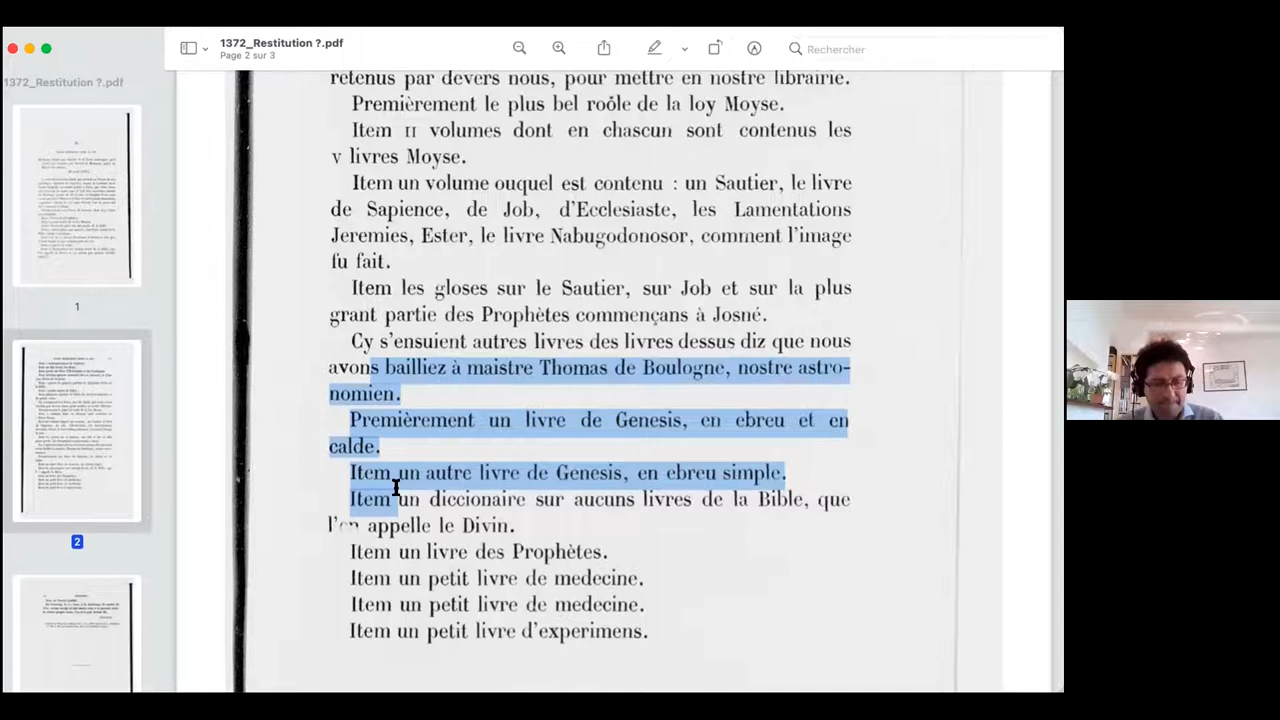 1372_Restitution ?.pdf
Page 2 sur 3
Rechercher
1372_Restitution ?.pdf
1
2
retenus par devers nous, pour mettre en nostre librairie.
Premièrement le plus bel roôle de la loy Moyse.
Item II volumes dont en chascun sont contenus les
v livres Moyse.
Item un volume ouquel est contenu : un Sautier, le livre
de Sapience, de Job, d'Ecclesiaste, les Lamentations
Jeremies, Ester, le livre Nabugodonosor, comment l'image
fu fait.
Item les gloses sur le Sautier, sur Job et sur la plus
grant partie des Prophètes commençans à Josné.
Cy s'ensuient autres livres des livres dessus diz que nous
avons bailliez à maistre Thomas de Boulogne, nostre astro-
nomien.
Premièrement un livre de Genesis, en ebreu et en
calde.
Item un autre livre de Genesis, en ebreu simple.
Item un diccionaire sur aucuns livres de la Bible, que
l'en appelle le Divin.
Item un livre des Prophètes.
Item un petit livre de medecine.
Item un petit livre de medecine.
Item un petit livre d'experimens.